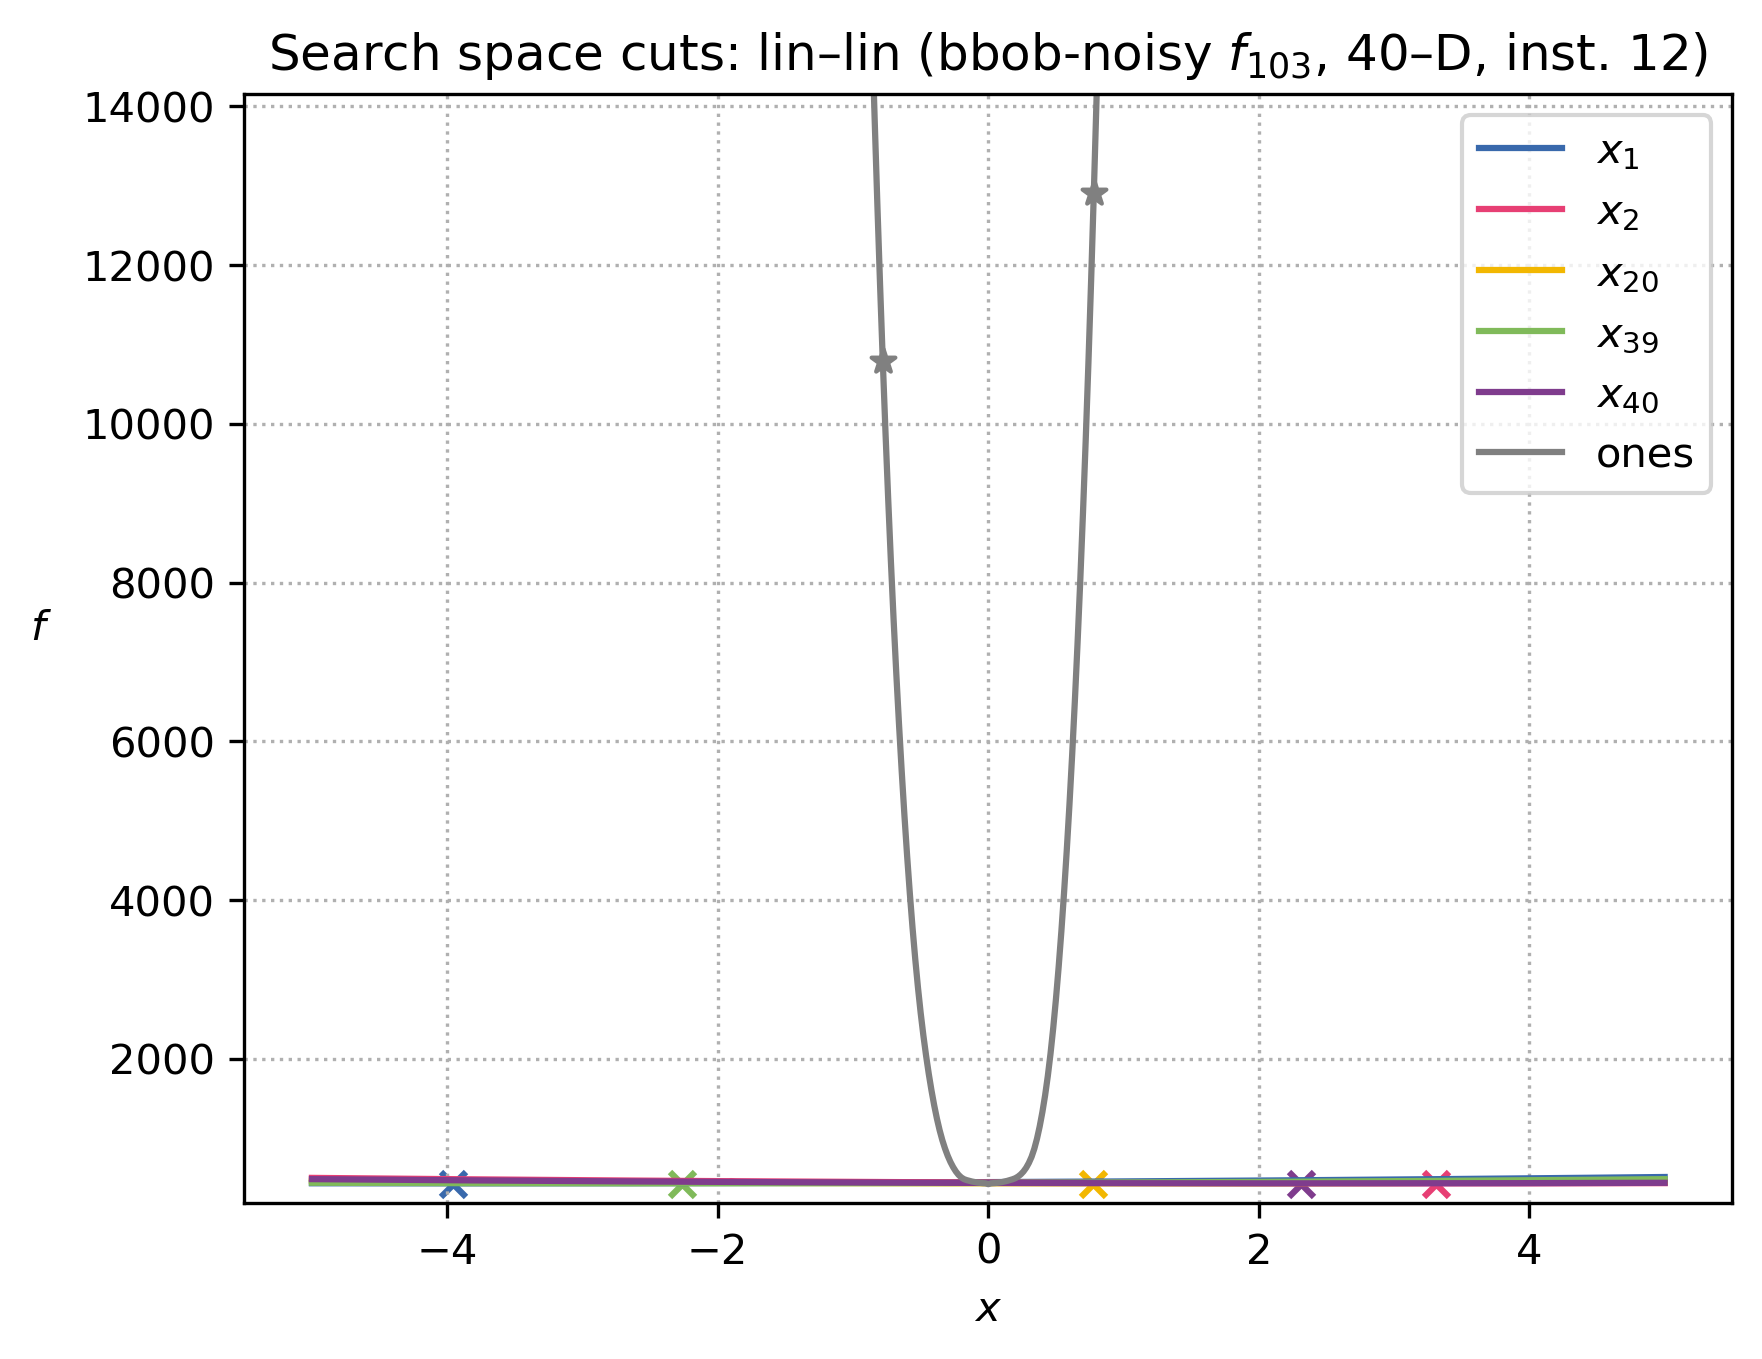 Search space cuts: lin–lin (bbob-noisy f₁₀₃, 40–D, inst. 12)
14000
12000
10000
8000
6000
4000
2000
f
−4
−2
0
2
4
x
x₁
x₂
x₂₀
x₃₉
x₄₀
ones